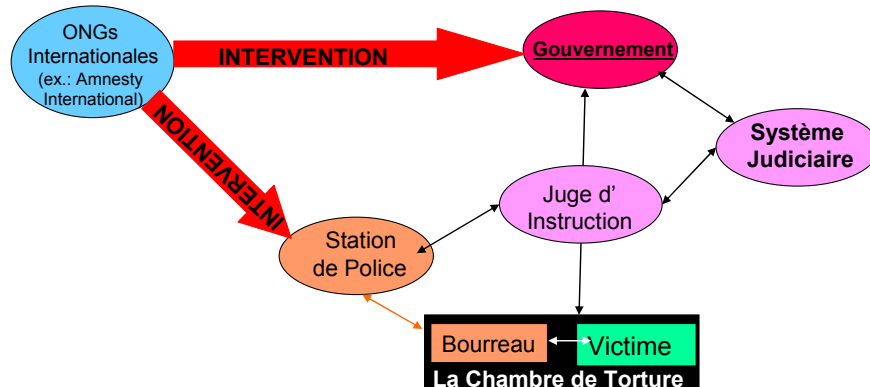 ONGs
Internationales
(ex.: Amnesty
International)
INTERVENTION
Gouvernement
INTERVENTION
Système
Judiciaire
Juge d'
Instruction
Station
de Police
Bourreau
Victime
La Chambre de Torture